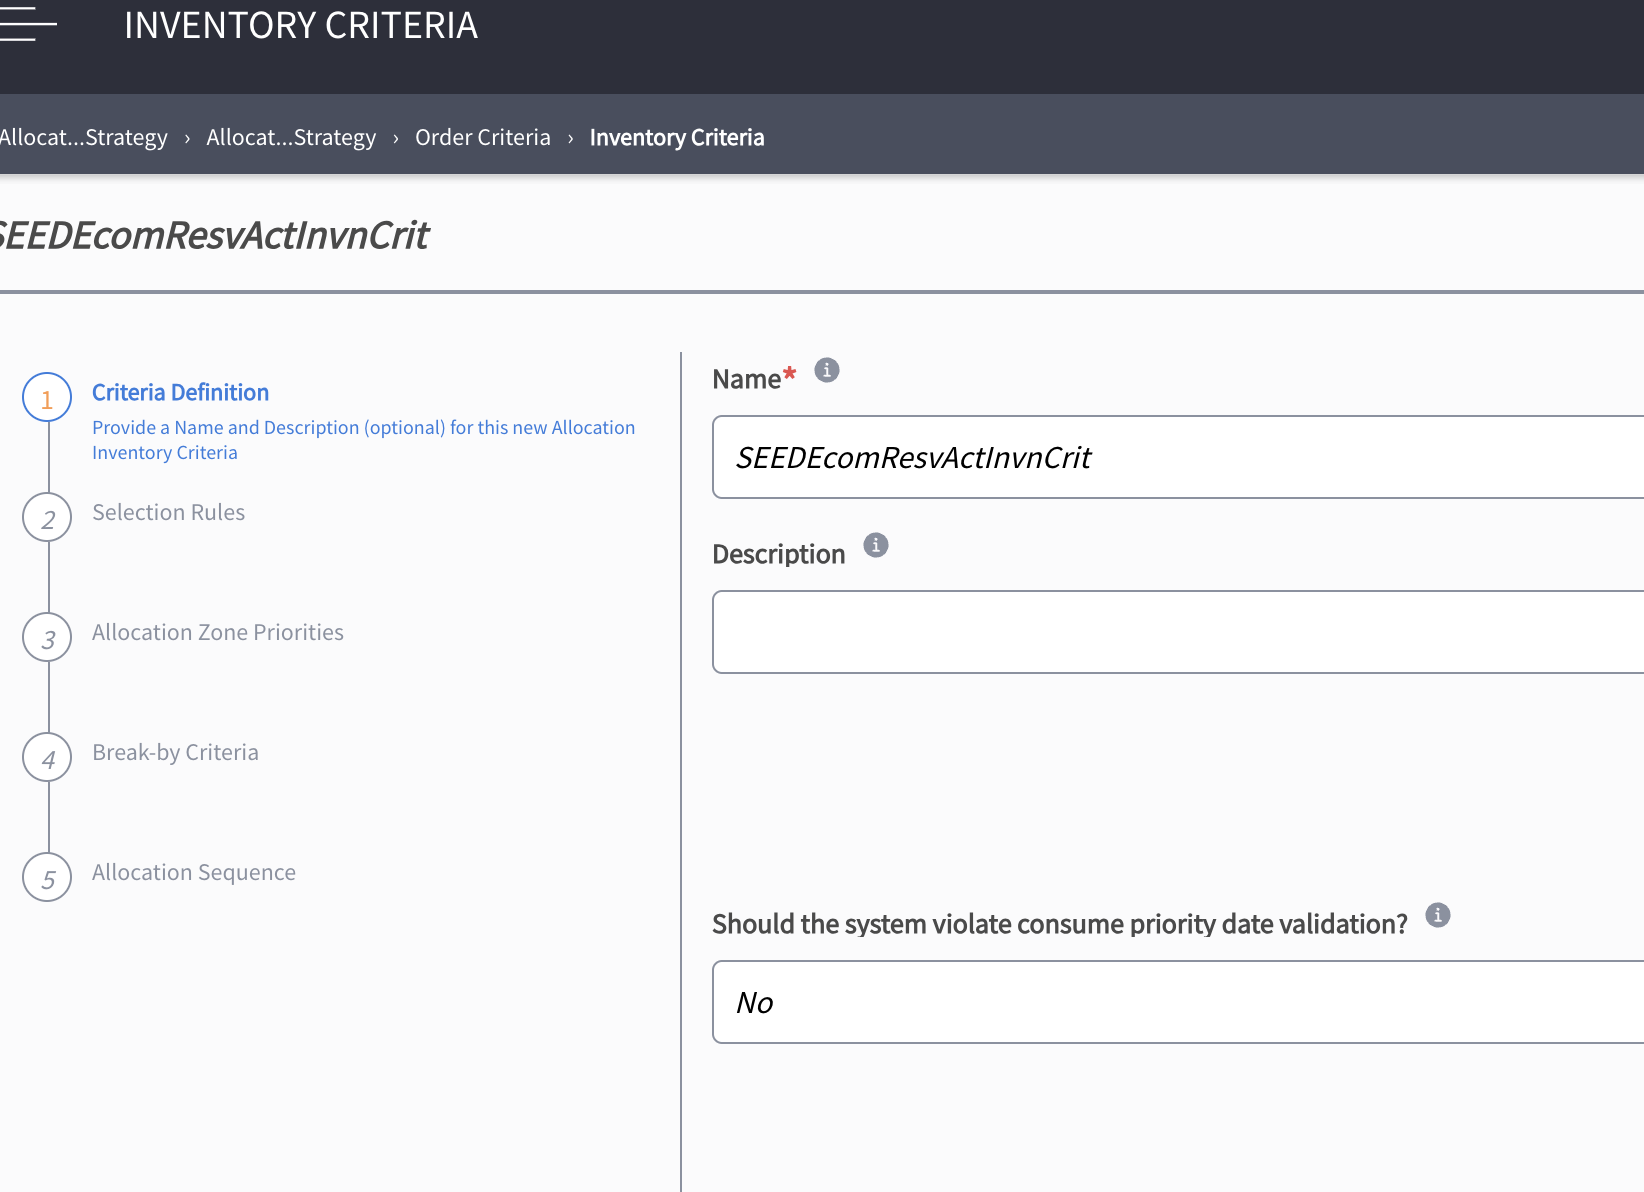 INVENTORY CRITERIA
Allocat...Strategy › Allocat...Strategy › Order Criteria › Inventory Criteria
SEEDEcomResvActInvnCrit
1 Criteria Definition
Provide a Name and Description (optional) for this new Allocation
Inventory Criteria
2 Selection Rules
3 Allocation Zone Priorities
4 Break-by Criteria
5 Allocation Sequence
Name*
SEEDEcomResvActInvnCrit
Description
Should the system violate consume priority date validation?
No